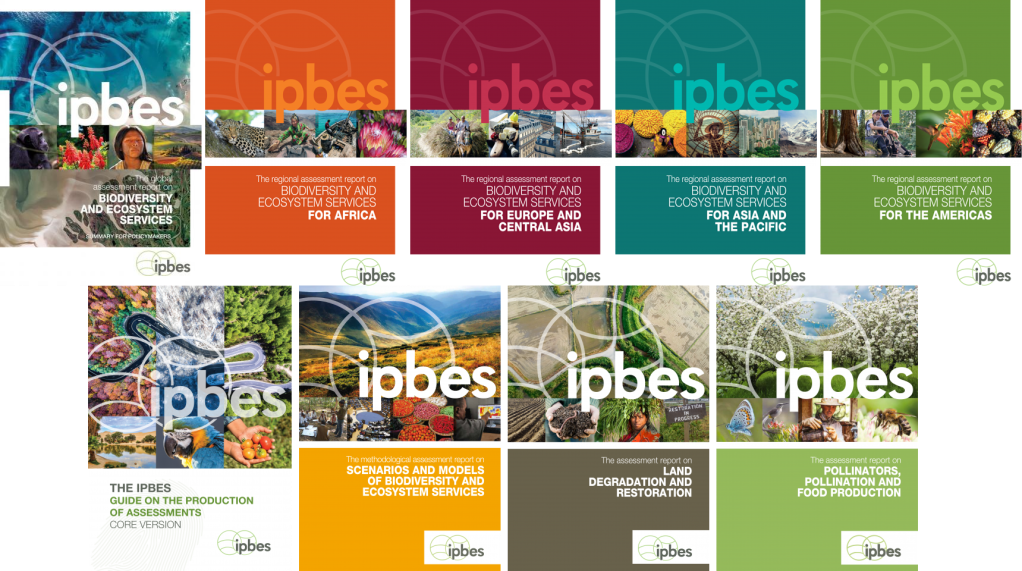 ipbes
The global
assessment report on
BIODIVERSITY
AND ECOSYSTEM
SERVICES
SUMMARY FOR POLICYMAKERS
ipbes
ipbes
The regional assessment report on
BIODIVERSITY AND
ECOSYSTEM SERVICES
FOR AFRICA
ipbes
ipbes
The regional assessment report on
BIODIVERSITY AND
ECOSYSTEM SERVICES
FOR EUROPE AND
CENTRAL ASIA
ipbes
ipbes
The regional assessment report on
BIODIVERSITY AND
ECOSYSTEM SERVICES
FOR ASIA AND
THE PACIFIC
ipbes
ipbes
The regional assessment report on
BIODIVERSITY AND
ECOSYSTEM SERVICES
FOR THE AMERICAS
ipbes
ipbes
THE IPBES
GUIDE ON THE PRODUCTION
OF ASSESSMENTS
CORE VERSION
ipbes
ipbes
The methodological assessment report on
SCENARIOS AND MODELS
OF BIODIVERSITY AND
ECOSYSTEM SERVICES
ipbes
ipbes
RESTORATION
IN
PROGRESS
The assessment report on
LAND
DEGRADATION AND
RESTORATION
ipbes
ipbes
The assessment report on
POLLINATORS,
POLLINATION AND
FOOD PRODUCTION
ipbes